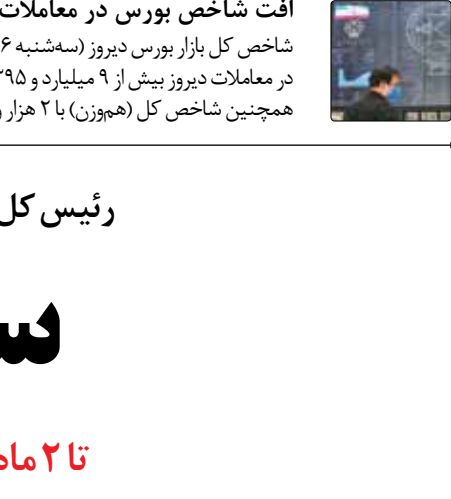 افت شاخص بورس در معاملات
شاخص کل بازار بورس دیروز (سه‌شنبه ۶
در معاملات دیروز بیش از ۹ میلیارد و ۲۹۵
همچنین شاخص کل (هم‌وزن) با ۲ هزار و
رئیس کل
تا ۲ ماه